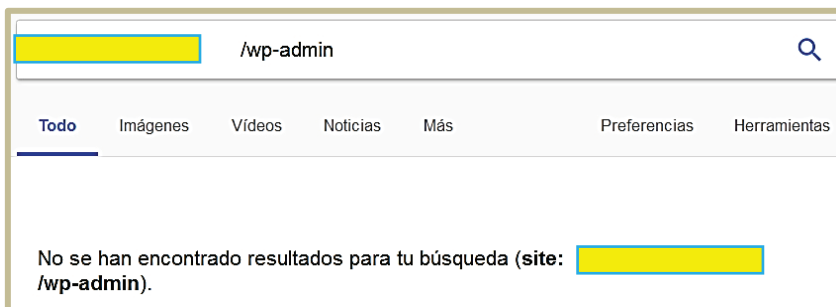 /wp-admin
Todo Imágenes Vídeos Noticias Más Preferencias Herramientas
No se han encontrado resultados para tu búsqueda (site:
/wp-admin).